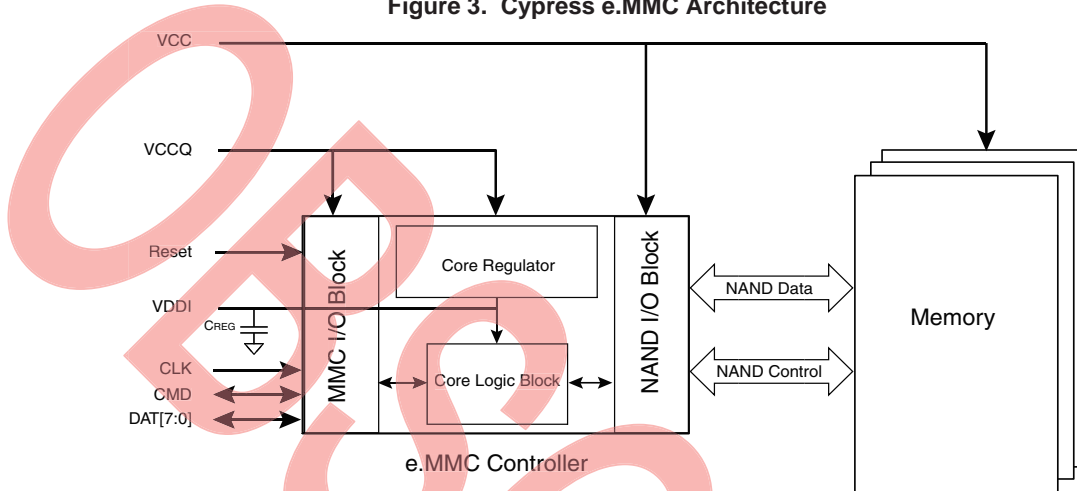 Figure 3. Cypress e.MMC Architecture
VCC
VCCQ
Reset
VDDI
CREG
CLK
CMD
DAT[7:0]
MMC I/O Block
Core Regulator
Core Logic Block
NAND I/O Block
NAND Data
NAND Control
Memory
e.MMC Controller